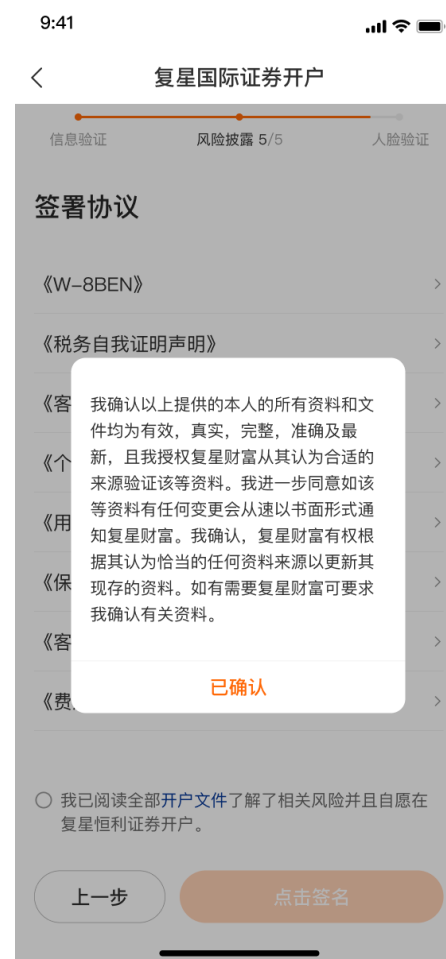 9:41
复星国际证券开户
信息验证
风险披露 5/5
人脸验证
签署协议
《W-8BEN》
《税务自我证明声明》
《客
《个
《用
《保
《客
《费
我确认以上提供的本人的所有资料和文
件均为有效，真实，完整，准确及最
新，且我授权复星财富从其认为合适的
来源验证该等资料。我进一步同意如该
等资料有任何变更会从速以书面形式通
知复星财富。我确认，复星财富有权根
据其认为恰当的任何资料来源以更新其
现存的资料。如有需要复星财富可要求
我确认有关资料。
已确认
我已阅读全部开户文件了解了相关风险并且自愿在
复星恒利证券开户。
上一步
点击签名